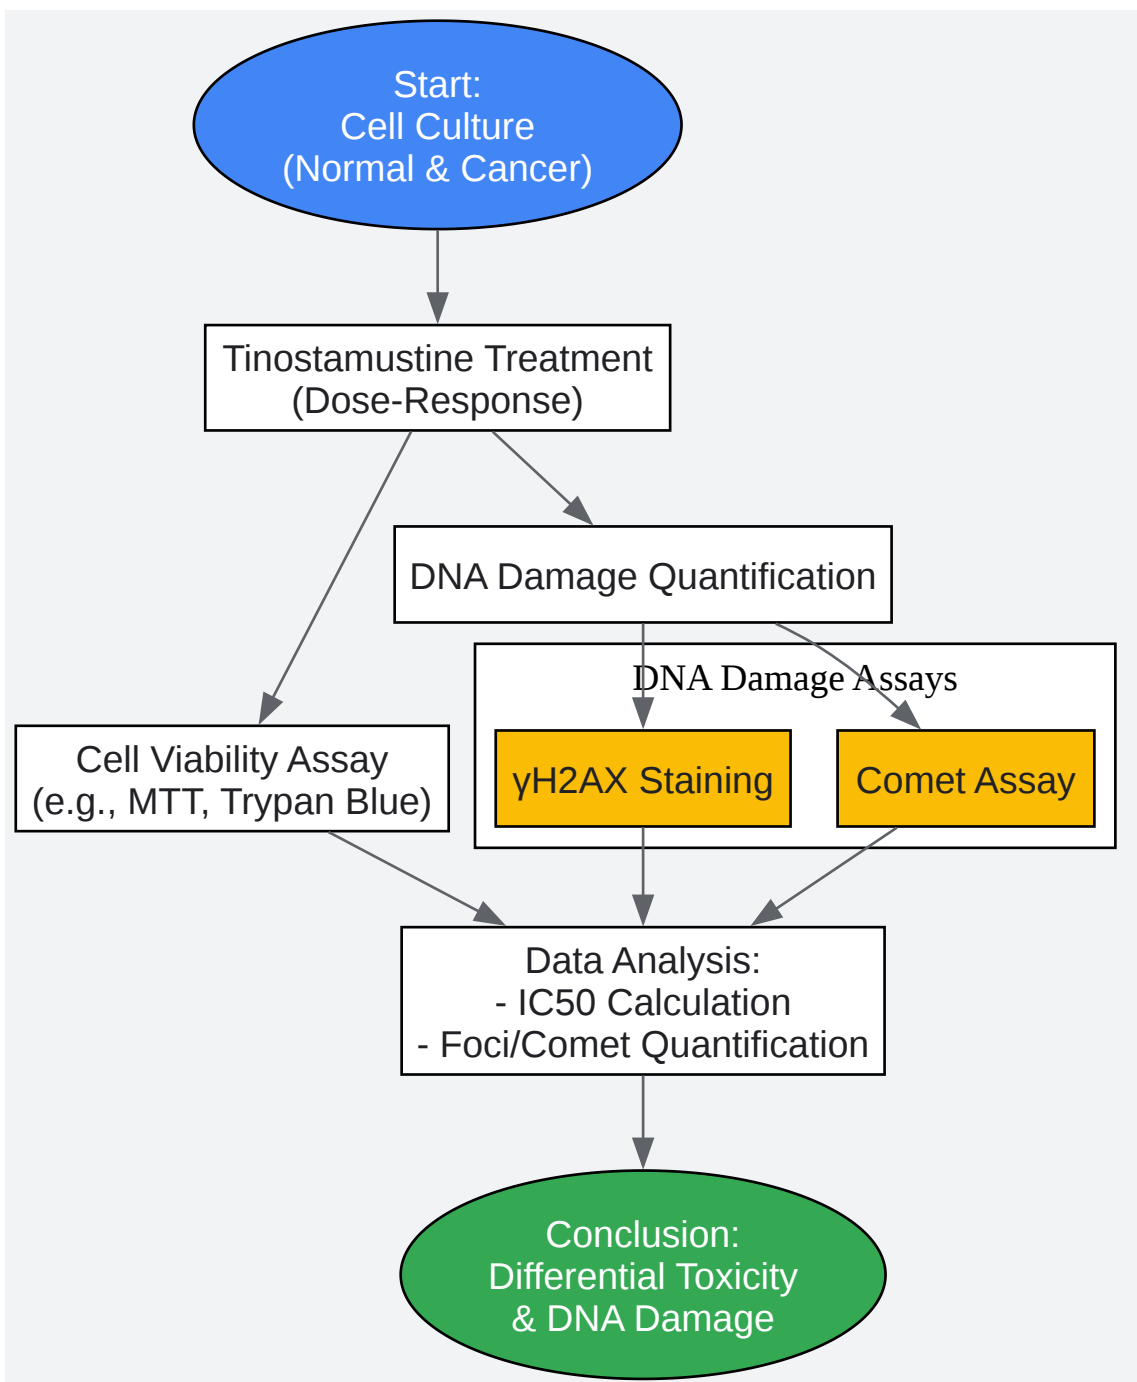 Start:
Cell Culture
(Normal & Cancer)
Tinostamustine Treatment
(Dose-Response)
DNA Damage Quantification
DNA Damage Assays
Cell Viability Assay
(e.g., MTT, Trypan Blue)
γH2AX Staining
Comet Assay
Data Analysis:
- IC50 Calculation
- Foci/Comet Quantification
Conclusion:
Differential Toxicity
& DNA Damage